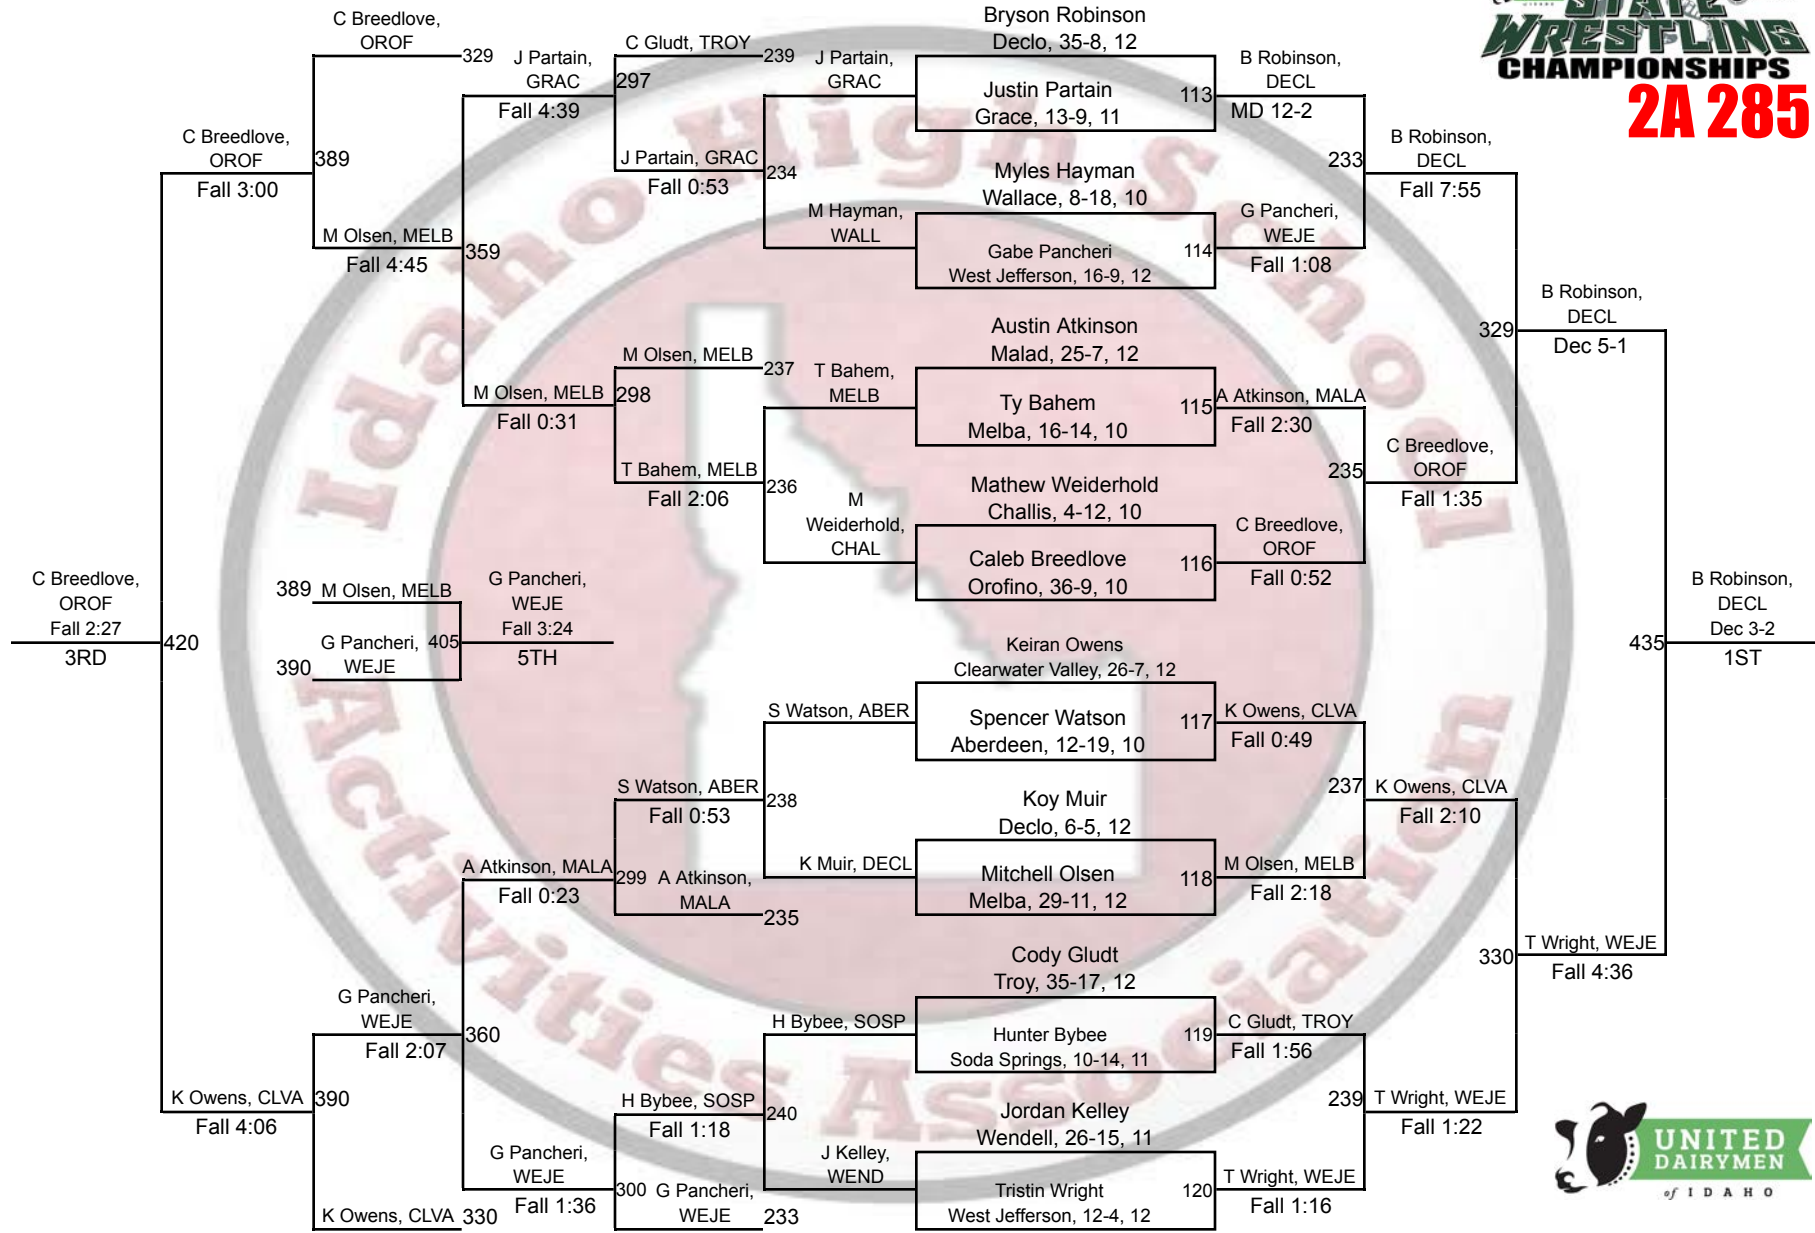 STATE
WRESTLING
CHAMPIONSHIPS
2A 285
Idaho High School
Activities Association
C Breedlove,
OROF
329
389
C Breedlove,
OROF
Fall 3:00
M Olsen, MELB
Fall 4:45
359
J Partain,
GRAC
Fall 4:39
297
C Gludt, TROY
239
J Partain, GRAC
Fall 0:53
234
J Partain,
GRAC
M Hayman,
WALL
M Olsen, MELB
Fall 0:31
298
M Olsen, MELB
237
T Bahem, MELB
Fall 2:06
236
T Bahem,
MELB
M
Weiderhold,
CHAL
C Breedlove,
OROF
Fall 2:27
3RD
420
389
M Olsen, MELB
390
G Pancheri,
WEJE
405
G Pancheri,
WEJE
Fall 3:24
5TH
S Watson, ABER
K Muir, DECL
S Watson, ABER
Fall 0:53
238
A Atkinson, MALA
Fall 0:23
299
A Atkinson,
MALA
235
G Pancheri,
WEJE
Fall 2:07
360
K Owens, CLVA
Fall 4:06
390
K Owens, CLVA
330
G Pancheri,
WEJE
Fall 1:36
300
H Bybee, SOSP
Fall 1:18
240
G Pancheri,
WEJE
233
H Bybee, SOSP
J Kelley,
WEND
Bryson Robinson
Declo, 35-8, 12
Justin Partain
Grace, 13-9, 11
113
B Robinson,
DECL
MD 12-2
Myles Hayman
Wallace, 8-18, 10
Gabe Pancheri
West Jefferson, 16-9, 12
114
G Pancheri,
WEJE
Fall 1:08
233
B Robinson,
DECL
Fall 7:55
Austin Atkinson
Malad, 25-7, 12
Ty Bahem
Melba, 16-14, 10
115
A Atkinson, MALA
Fall 2:30
Mathew Weiderhold
Challis, 4-12, 10
Caleb Breedlove
Orofino, 36-9, 10
116
C Breedlove,
OROF
Fall 0:52
235
C Breedlove,
OROF
Fall 1:35
329
B Robinson,
DECL
Dec 5-1
Keiran Owens
Clearwater Valley, 26-7, 12
Spencer Watson
Aberdeen, 12-19, 10
117
K Owens, CLVA
Fall 0:49
Koy Muir
Declo, 6-5, 12
Mitchell Olsen
Melba, 29-11, 12
118
M Olsen, MELB
Fall 2:18
237
K Owens, CLVA
Fall 2:10
Cody Gludt
Troy, 35-17, 12
Hunter Bybee
Soda Springs, 10-14, 11
119
C Gludt, TROY
Fall 1:56
Jordan Kelley
Wendell, 26-15, 11
Tristin Wright
West Jefferson, 12-4, 12
120
T Wright, WEJE
Fall 1:16
239
T Wright, WEJE
Fall 1:22
330
T Wright, WEJE
Fall 4:36
435
B Robinson,
DECL
Dec 3-2
1ST
UNITED
DAIRYMEN
of IDAHO